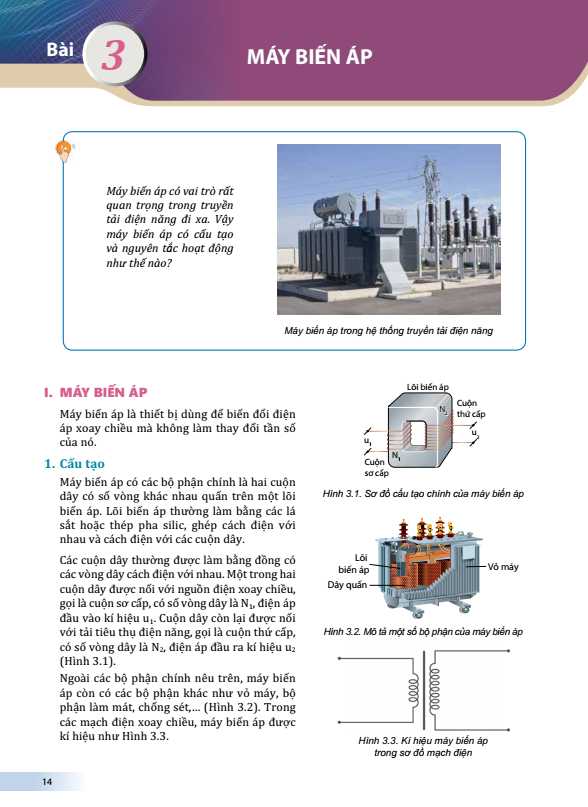 Bài
3
MÁY BIẾN ÁP
Máy biến áp có vai trò rất
quan trọng trong truyền
tải điện năng đi xa. Vậy
máy biến áp có cấu tạo
và nguyên tắc hoạt động
như thế nào?
Máy biến áp trong hệ thống truyền tải điện năng
I. MÁY BIẾN ÁP
Máy biến áp là thiết bị dùng để biến đổi điện
áp xoay chiều mà không làm thay đổi tần số
của nó.
1. Cấu tạo
Máy biến áp có các bộ phận chính là hai cuộn
dây có số vòng khác nhau quấn trên một lõi
biến áp. Lõi biến áp thường làm bằng các lá
sắt hoặc thép pha silic, ghép cách điện với
nhau và cách điện với các cuộn dây.
Các cuộn dây thường được làm bằng đồng có
các vòng dây cách điện với nhau. Một trong hai
cuộn dây được nối với nguồn điện xoay chiều,
gọi là cuộn sơ cấp, có số vòng dây là N₁, điện áp
đầu vào kí hiệu u₁. Cuộn dây còn lại được nối
với tải tiêu thụ điện năng, gọi là cuộn thứ cấp,
có số vòng dây là N₂, điện áp đầu ra kí hiệu u₂
(Hình 3.1).
Ngoài các bộ phận chính nêu trên, máy biến
áp còn có các bộ phận khác như vỏ máy, bộ
phận làm mát, chống sét,... (Hình 3.2). Trong
các mạch điện xoay chiều, máy biến áp được
kí hiệu như Hình 3.3.
Lõi biến áp
Cuộn
thứ cấp
N₂
u₂
u₁
N₁
Cuộn
sơ cấp
Hình 3.1. Sơ đồ cấu tạo chính của máy biến áp
Lõi
biến áp
Dây quấn
Vỏ máy
Hình 3.2. Mô tả một số bộ phận của máy biến áp
Hình 3.3. Kí hiệu máy biến áp
trong sơ đồ mạch điện
14